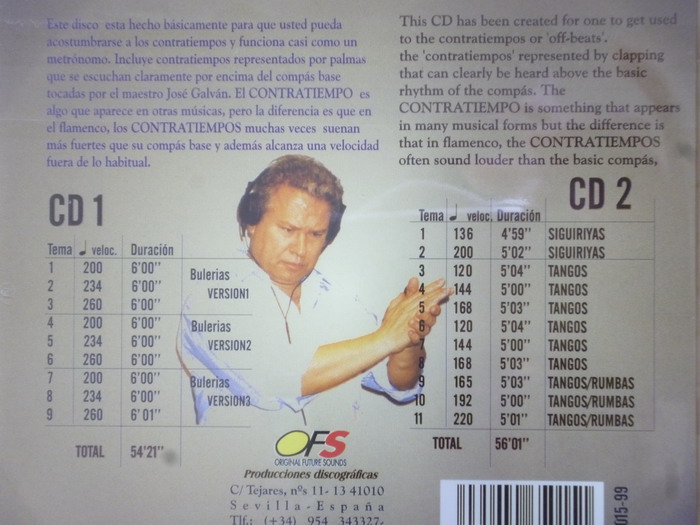 Este disco esta hecho básicamente para que usted pueda
acostumbrarse a los contratiempos y funciona casi como un
metrónomo. Incluye contratiempos representados por palmas
que se escuchan claramente por encima del compás base
tocadas por el maestro José Galván. El CONTRATIEMPO es
algo que aparece en otras músicas, pero la diferencia es que en
el flamenco, los CONTRATIEMPOS muchas veces suenan
más fuertes que su compás base y además alcanza una velocidad
fuera de lo habitual.
This CD has been created for one to get used
to the contratiempos or 'off-beats'.
the 'contratiempos' represented by clapping
that can clearly be heard above the basic
rhythm of the compás. The
CONTRATIEMPO is something that appears
in many musical forms but the difference is
that in flamenco, the CONTRATIEMPOS
often sound louder than the basic compás,
CD 1
Tema ♩ veloc. Duración
1 200 6'00''
2 234 6'00''
3 260 6'00''
Bulerias
VERSION1
4 200 6'00''
5 234 6'00''
6 260 6'00''
Bulerias
VERSION2
7 200 6'00''
8 234 6'00''
9 260 6'01''
Bulerias
VERSION3
TOTAL 54'21''
CD 2
Tema ♩ veloc. Duración
1 136 4'59'' SIGUIRIYAS
2 200 5'02'' SIGUIRIYAS
3 120 5'04'' TANGOS
4 144 5'00'' TANGOS
5 168 5'03'' TANGOS
6 120 5'04'' TANGOS
7 144 5'00'' TANGOS
8 168 5'03'' TANGOS
9 165 5'03'' TANGOS/RUMBAS
10 192 5'00'' TANGOS/RUMBAS
11 220 5'01'' TANGOS/RUMBAS
TOTAL 56'01''
OFS
ORIGINAL FUTURE SOUNDS
Producciones discográficas
C/ Tejares, nºs 11- 13 41010
Sevilla - España
Tlf.: (+34) 954 343327-
015-99